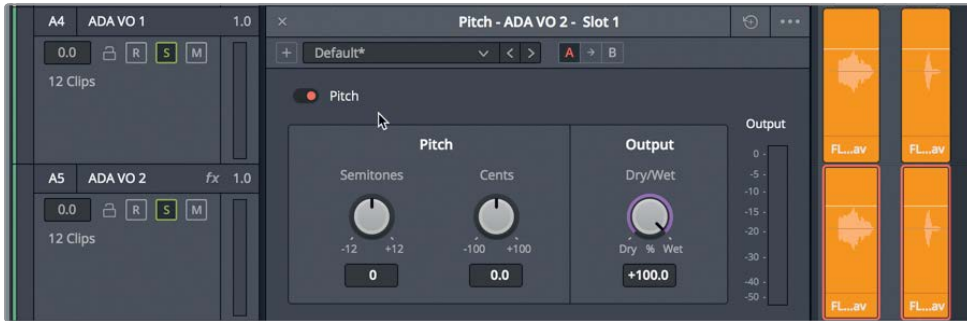 A4 ADA VO 1 1.0
0.0 R S M
12 Clips
A5 ADA VO 2 fx 1.0
0.0 R S M
12 Clips
Pitch - ADA VO 2 - Slot 1
Default* A B
Pitch
Pitch
Semitones Cents
-12 +12 -100 +100
0 0.0
Output
Dry/Wet
Dry % Wet
+100.0
Output
0 -
-5 -
-10 -
-15 -
-20 -
-30 -
-40 -
-50 -
FL...av FL...av
FL...av FL...av